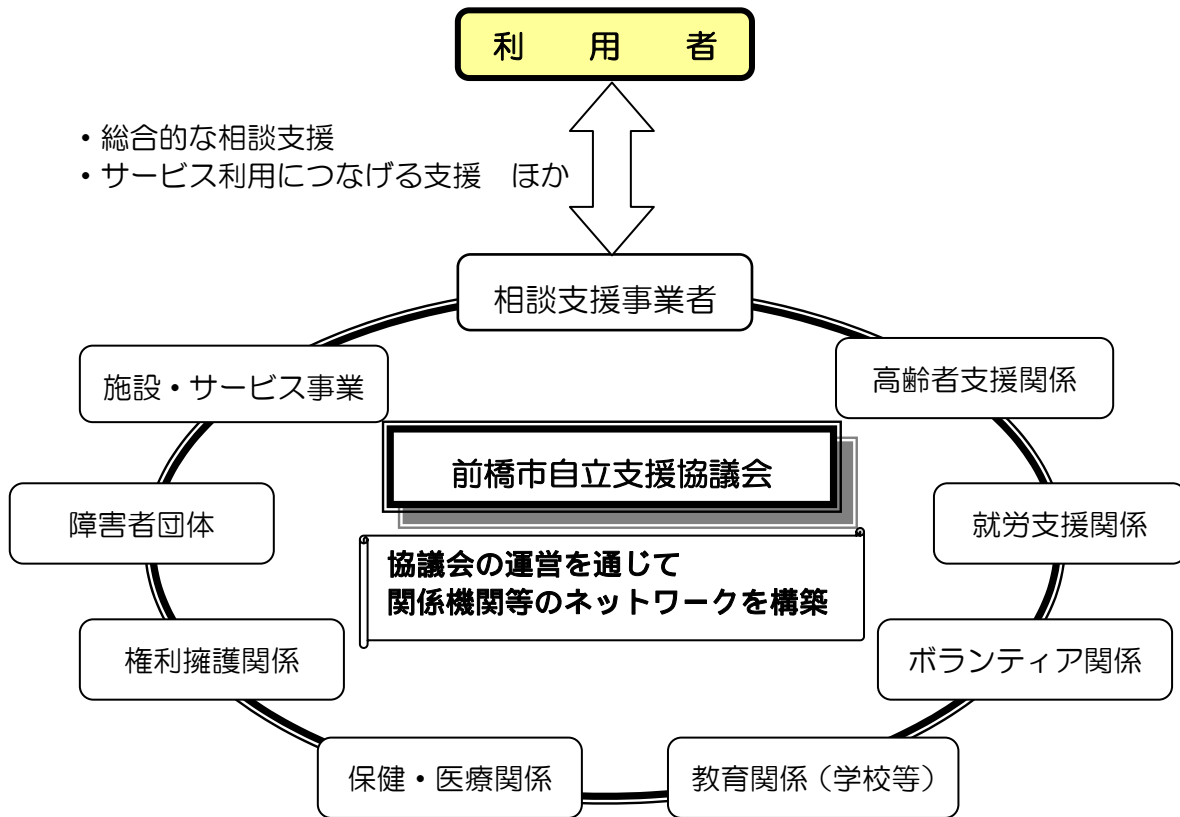 利　用　者
・総合的な相談支援
・サービス利用につなげる支援　ほか
相談支援事業者
施設・サービス事業
高齢者支援関係
前橋市自立支援協議会
障害者団体
就労支援関係
協議会の運営を通じて
関係機関等のネットワークを構築
権利擁護関係
ボランティア関係
保健・医療関係
教育関係（学校等）